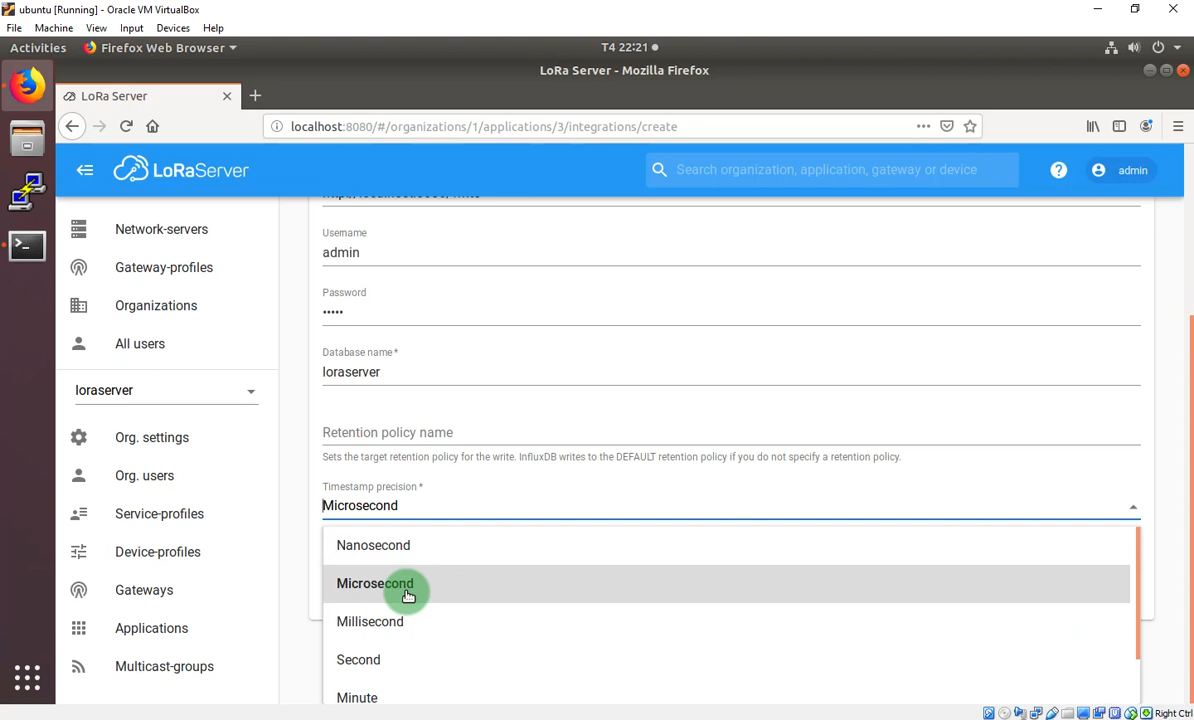 ubuntu [Running] - Oracle VM VirtualBox
File Machine View Input Devices Help
Activities Firefox Web Browser T4 22:21
LoRa Server - Mozilla Firefox
LoRa Server
localhost:8080/#/organizations/1/applications/3/integrations/create
LoRaServer Search organization, application, gateway or device ? admin
Network-servers
Gateway-profiles
Organizations
All users
loraserver
Org. settings
Org. users
Service-profiles
Device-profiles
Gateways
Applications
Multicast-groups
Username
admin
Password
•••••
Database name*
loraserver
Retention policy name
Sets the target retention policy for the write. InfluxDB writes to the DEFAULT retention policy if you do not specify a retention policy.
Timestamp precision*
Microsecond
Nanosecond
Microsecond
Millisecond
Second
Minute
Right Ctrl